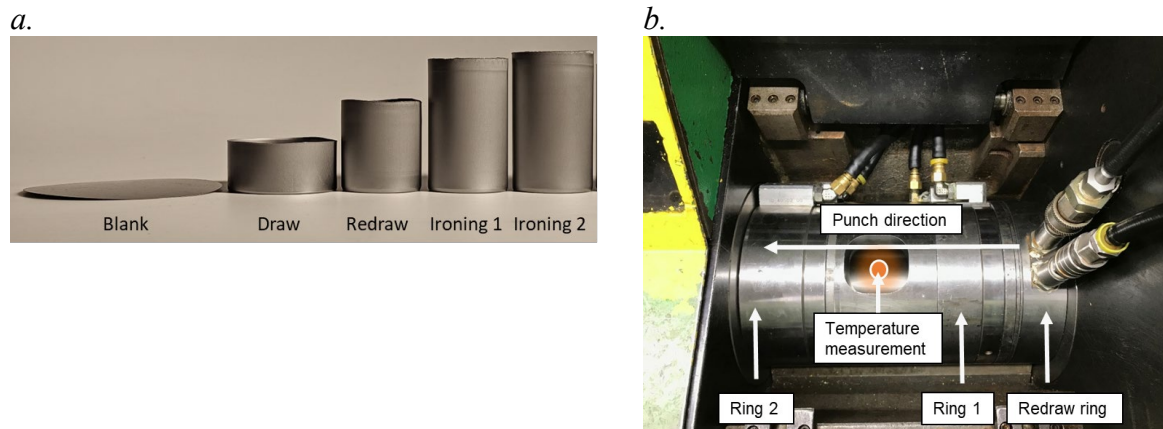 a.
b.
Blank
Draw
Redraw
Ironing 1
Ironing 2
Punch direction
Temperature
measurement
Ring 2
Ring 1
Redraw ring